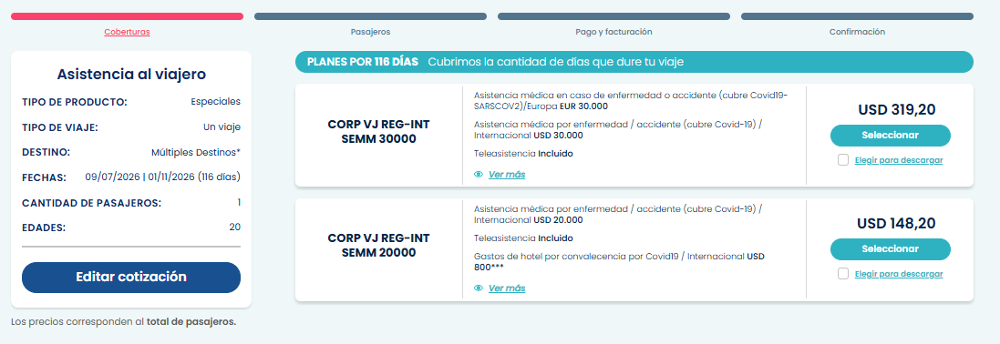 Coberturas
Pasajeros
Pago y facturación
Confirmación
Asistencia al viajero
TIPO DE PRODUCTO: Especiales
TIPO DE VIAJE: Un viaje
DESTINO: Múltiples Destinos*
FECHAS: 09/07/2026 | 01/11/2026 (116 días)
CANTIDAD DE PASAJEROS: 1
EDADES: 20
Editar cotización
Los precios corresponden al total de pasajeros.
PLANES POR 116 DÍAS Cubrimos la cantidad de días que dure tu viaje
CORP VJ REG-INT
SEMM 30000
Asistencia médica en caso de enfermedad o accidente (cubre Covid19-
SARSCOV2)/Europa EUR 30.000
Asistencia médica por enfermedad / accidente (cubre Covid-19) /
Internacional USD 30.000
Teleasistencia Incluido
Ver más
USD 319,20
Seleccionar
Elegir para descargar
CORP VJ REG-INT
SEMM 20000
Asistencia médica por enfermedad / accidente (cubre Covid-19) /
Internacional USD 20.000
Teleasistencia Incluido
Gastos de hotel por convalecencia por Covid19 / Internacional USD
800***
Ver más
USD 148,20
Seleccionar
Elegir para descargar